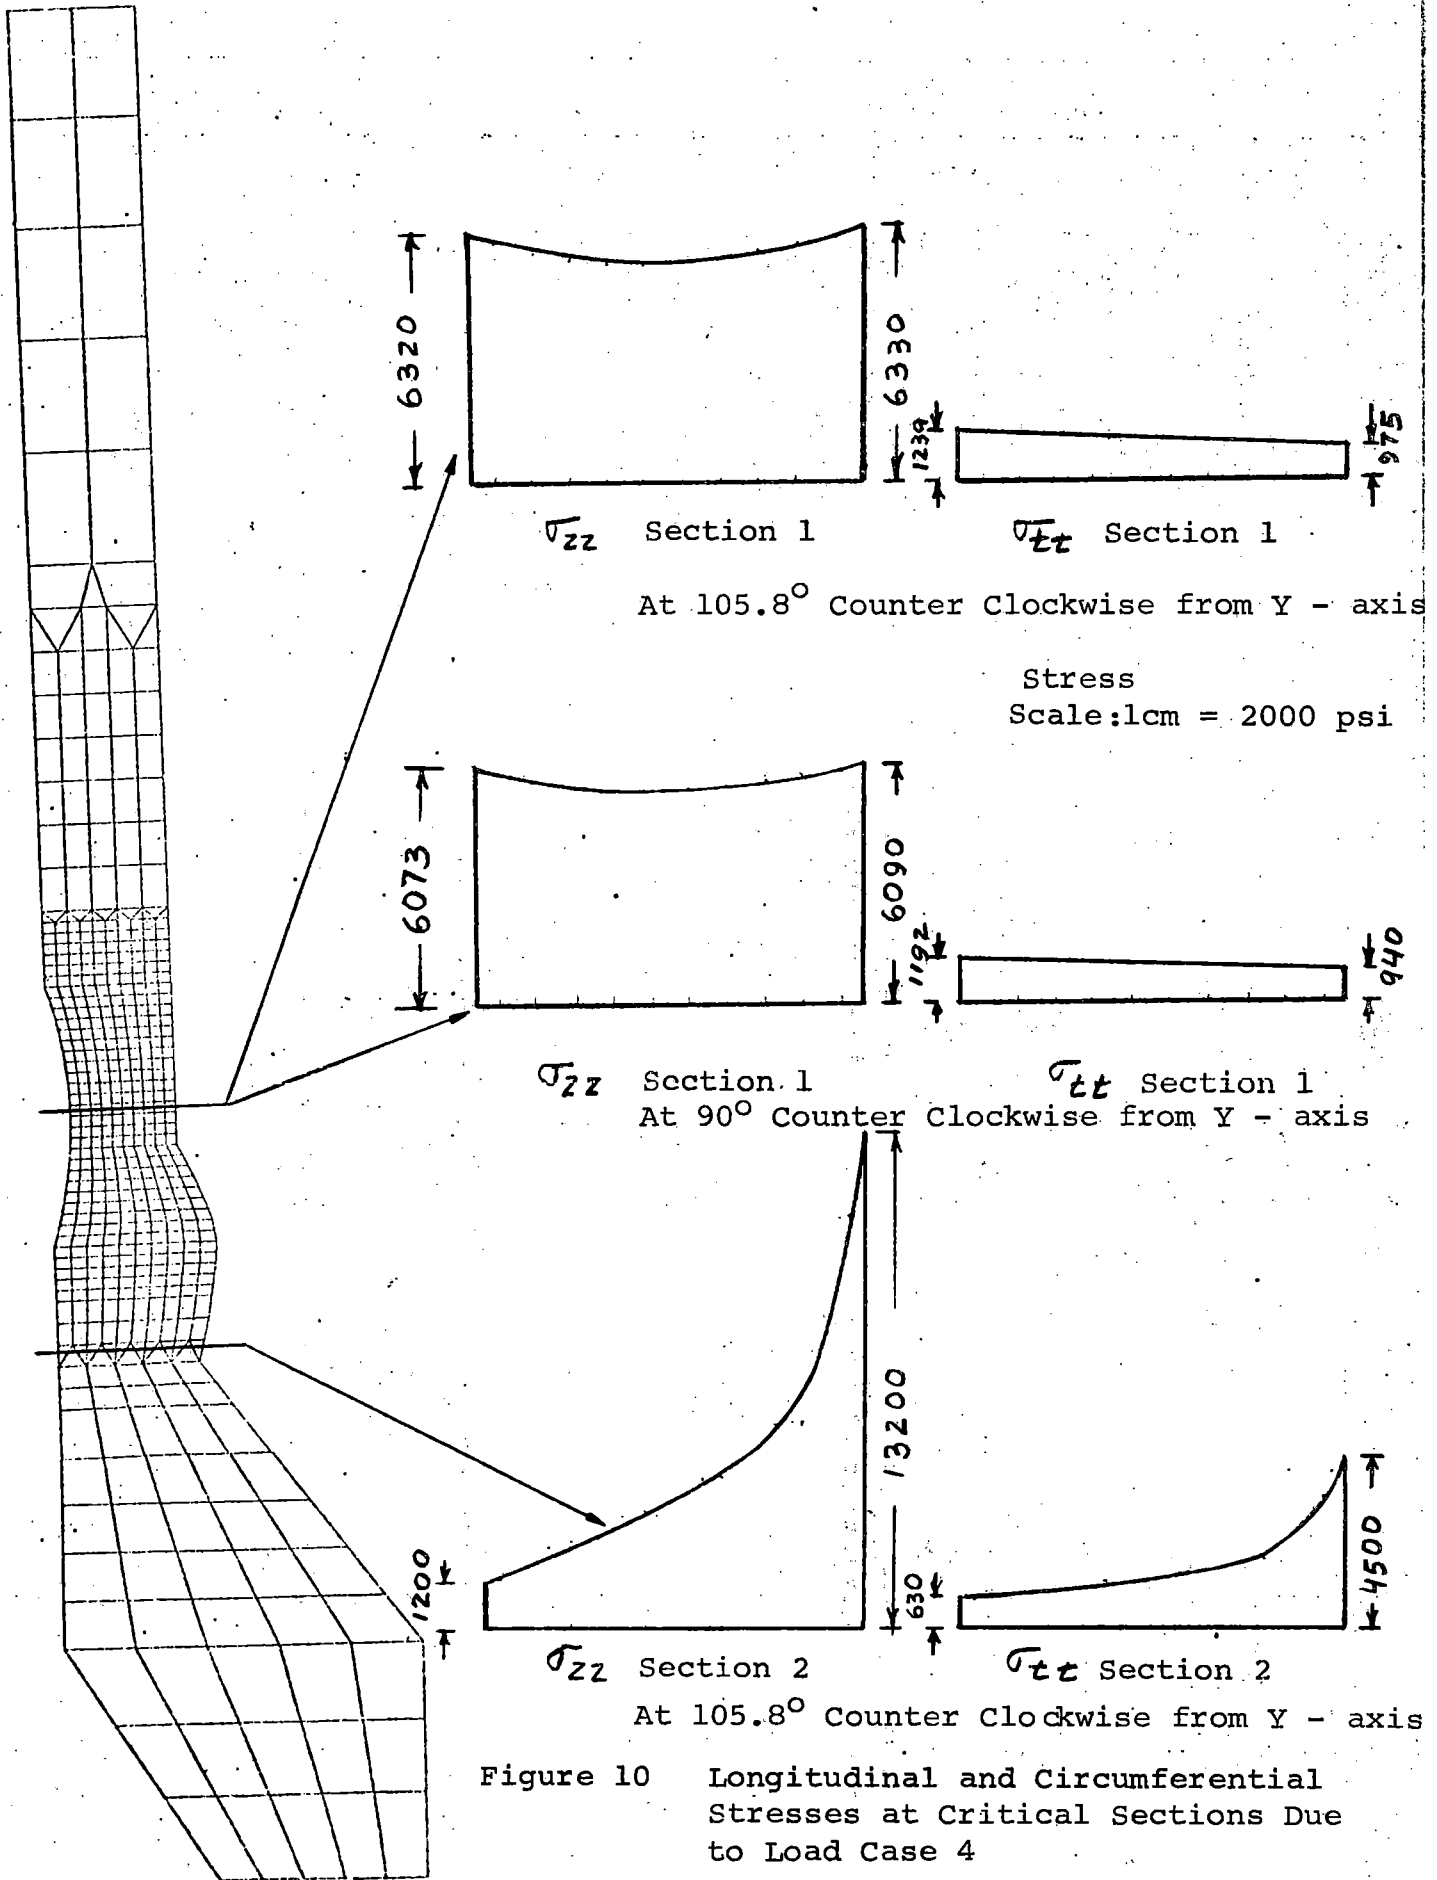 6320
6330
1239
975
σzz Section 1
σtt Section 1
At 105.8° Counter Clockwise from Y - axis
Stress
Scale:1cm = 2000 psi
6073
6090
1192
940
σzz Section 1
σtt Section 1
At 90° Counter Clockwise from Y - axis
13200
1200
630
4500
σzz Section 2
σtt Section 2
At 105.8° Counter Clockwise from Y - axis
Figure 10 Longitudinal and Circumferential
Stresses at Critical Sections Due
to Load Case 4